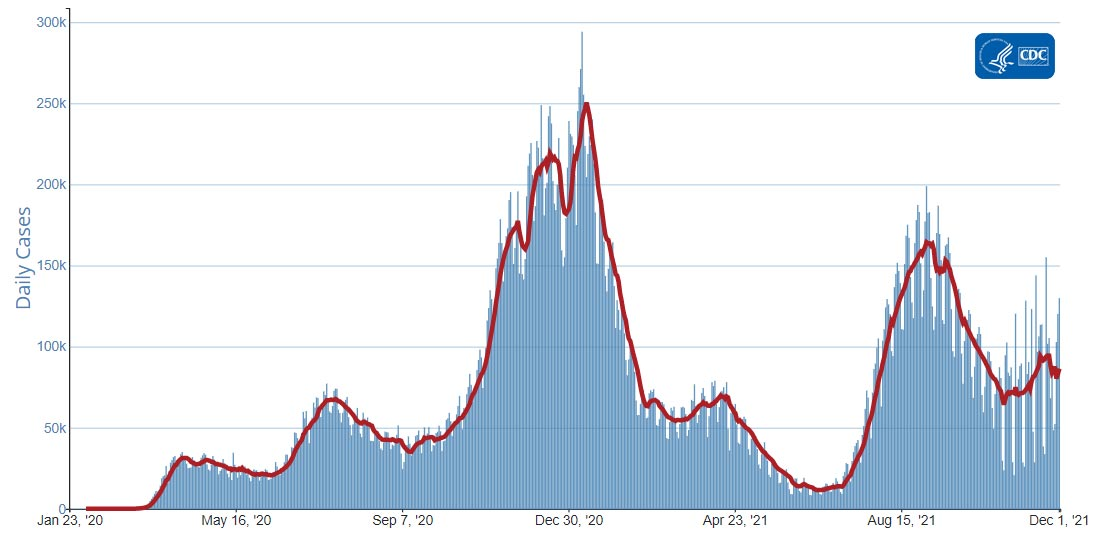 300k
CDC
250k
200k
150k
100k
50k
0
Daily Cases
Jan 23, '20 May 16, '20 Sep 7, '20 Dec 30, '20 Apr 23, '21 Aug 15, '21 Dec 1, '21